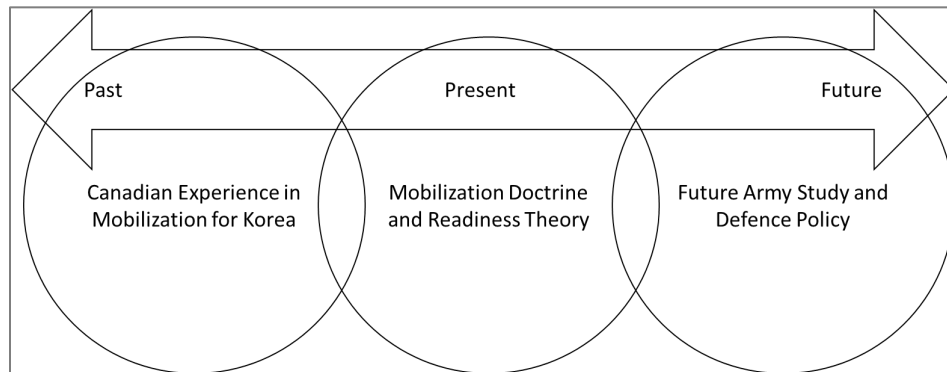 Past
Present
Future
Canadian Experience in
Mobilization for Korea
Mobilization Doctrine
and Readiness Theory
Future Army Study and
Defence Policy